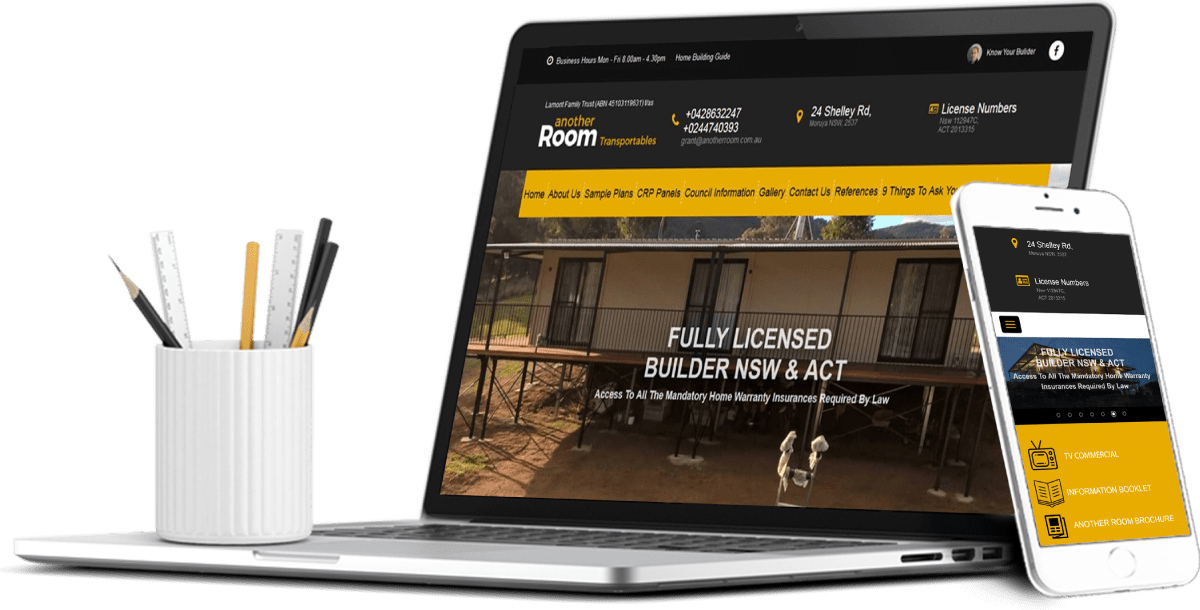 Business Hours Mon - Fri 8.00am - 4.30pm Home Building Guide
Know Your Builder
Lamont Family Trust (ABN 45103119631) t/as
another
Room Transportables
+0428632247
+0244740393
grant@anotherroom.com.au
24 Shelley Rd,
Moruya NSW, 2537
License Numbers
Nsw 112847C,
ACT 2013315
Home About Us Sample Plans CRP Panels Council Information Gallery Contact Us References 9 Things To Ask
FULLY LICENSED
BUILDER NSW & ACT
Access To All The Mandatory Home Warranty Insurances Required By Law
24 Shelley Rd,
Moruya NSW, 2537
License Numbers
Nsw 112847C,
ACT 2013315
FULLY LICENSED
BUILDER NSW & ACT
Access To All The Mandatory Home Warranty
Insurances Required By Law
TV COMMERCIAL
INFORMATION BOOKLET
ANOTHER ROOM BROCHURE